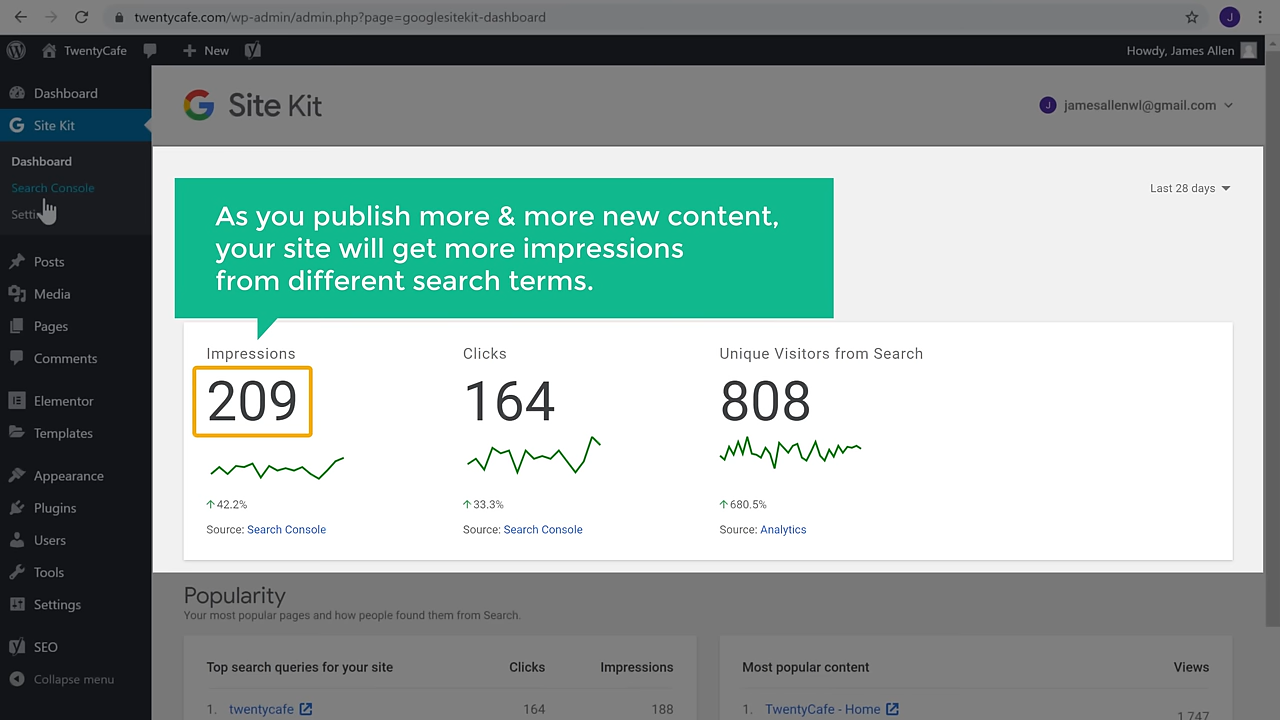 twentycafe.com/wp-admin/admin.php?page=googlesitekit-dashboard
J
TwentyCafe
New
Howdy, James Allen
Dashboard
Site Kit
Dashboard
Search Console
Posts
Media
Pages
Comments
Elementor
Templates
Appearance
Plugins
Users
Tools
Settings
SEO
Collapse menu
Site Kit
J jamesallenwl@gmail.com
Last 28 days
As you publish more & more new content,
your site will get more impressions
from different search terms.
Impressions Clicks Unique Visitors from Search
209 164 808
42.2% 33.3% 680.5%
Source: Search Console Source: Search Console Source: Analytics
Popularity
Your most popular pages and how people found them from Search.
Top search queries for your site Clicks Impressions
1. twentycafe 164 188
Most popular content Views
1. TwentyCafe - Home 1,747